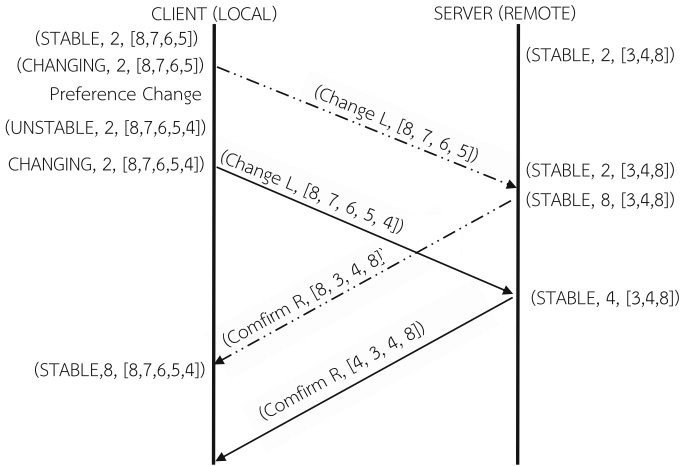 CLIENT (LOCAL)
SERVER (REMOTE)
(STABLE, 2, [8,7,6,5])
(STABLE, 2, [3,4,8])
(CHANGING, 2, [8,7,6,5])
Preference Change
(Change L, [8, 7, 6, 5])
(UNSTABLE, 2, [8,7,6,5,4])
CHANGING, 2, [8,7,6,5,4])
(Change L, [8, 7, 6, 5, 4])
(STABLE, 2, [3,4,8])
(STABLE, 8, [3,4,8])
(Comfirm R, [8, 3, 4, 8])
(STABLE, 4, [3,4,8])
(STABLE,8, [8,7,6,5,4])
(Comfirm R, [4, 3, 4, 8])